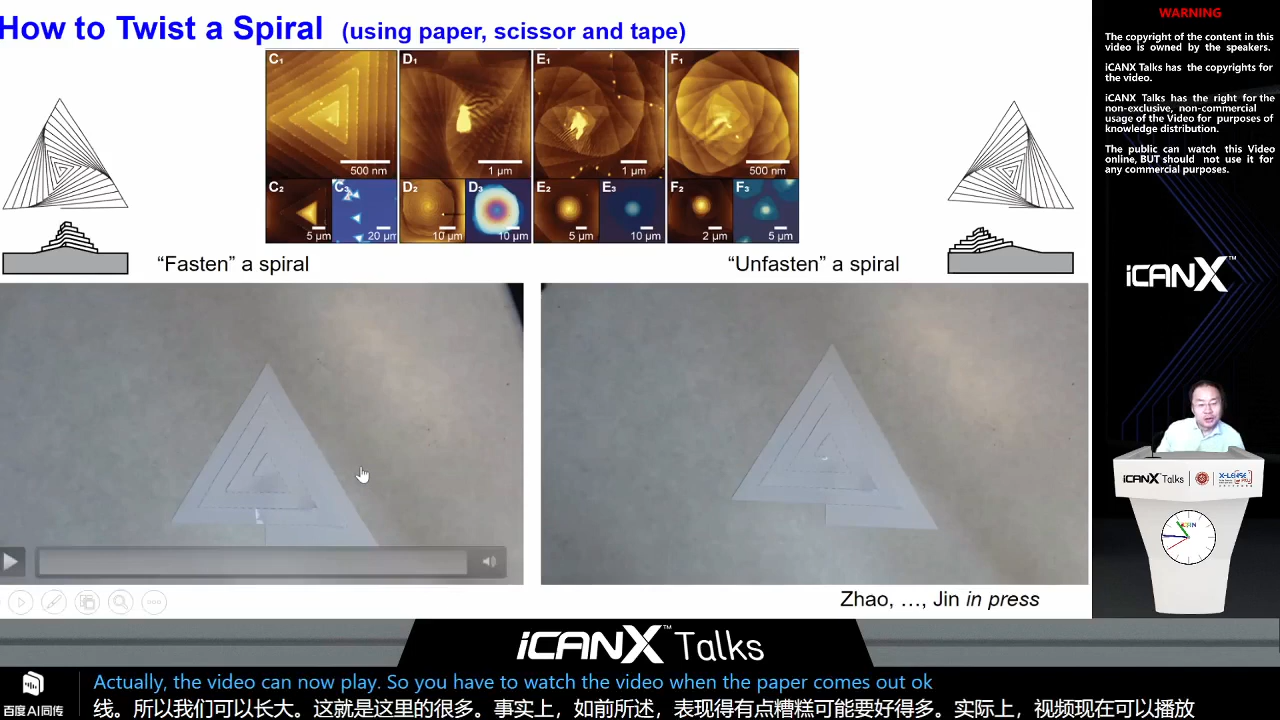 How to Twist a Spiral (using paper, scissor and tape)
C₁ D₁ E₁ F₁
500 nm 1 µm 1 µm 500 nm
C₂ C₃ D₂ D₃ E₂ E₃ F₂ F₃
5 µm 20 µm 10 µm 10 µm 5 µm 10 µm 2 µm 5 µm
“Fasten” a spiral
“Unfasten” a spiral
Zhao, …, Jin in press
WARNING
The copyright of the content in this
video is owned by the speakers.
iCANX Talks has the copyrights for
the video.
iCANX Talks has the right for the
non-exclusive, non-commercial
usage of the Video for purposes of
knowledge distribution.
The public can watch this Video
online, BUT should not use it for
any commercial purposes.
iCANX™
iCANX Talks
iCANX™ Talks
百度AI同传
Actually, the video can now play. So you have to watch the video when the paper comes out ok
线。所以我们可以长大。这就是这里的很多。事实上，如前所述，表现得有点糟糕可能要好得多。实际上，视频现在可以播放